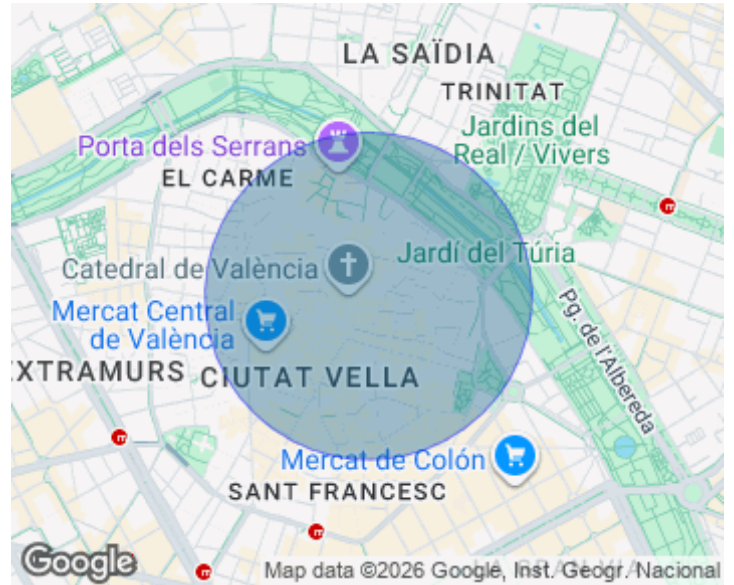 LA SAÏDIA
TRINITAT
Porta dels Serrans
Jardins del
Real / Vivers
EL CARME
Catedral de València
Jardí del Túria
Mercat Central
de València
Pg. de l'Albereda
EXTRAMURS
CIUTAT VELLA
Mercat de Colón
SANT FRANCESC
Google
Map data ©2026 Google, Inst. Geogr. Nacional